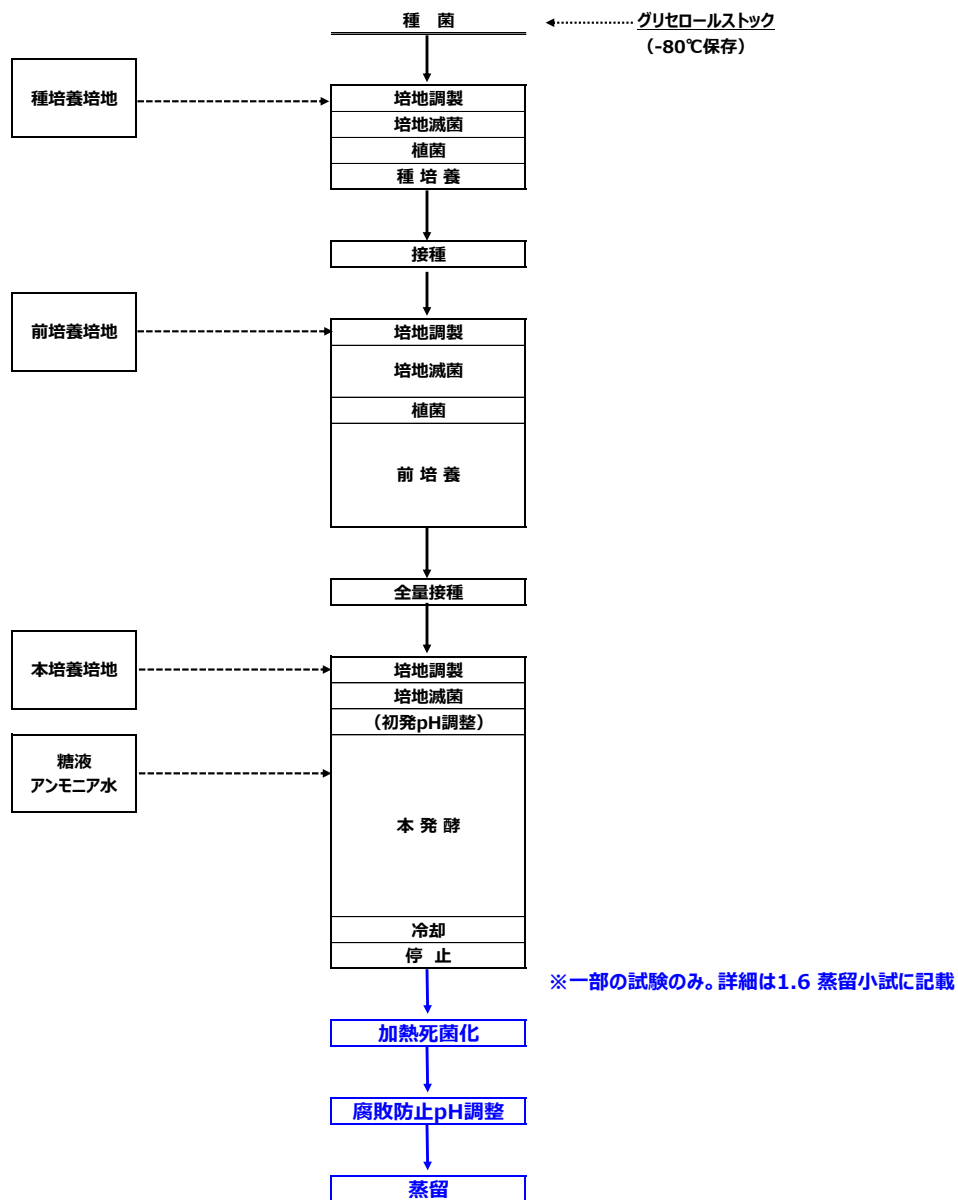 種 菌
グリセロールストック
(-80℃保存)
種培養培地
培地調製
培地滅菌
植菌
種 培 養
接種
前培養培地
培地調製
培地滅菌
植菌
前 培 養
全量接種
本培養培地
培地調製
培地滅菌
(初発pH調整)
糖液
アンモニア水
本 発 酵
冷却
停 止
※一部の試験のみ。詳細は1.6 蒸留小試に記載
加熱死菌化
腐敗防止pH調整
蒸留